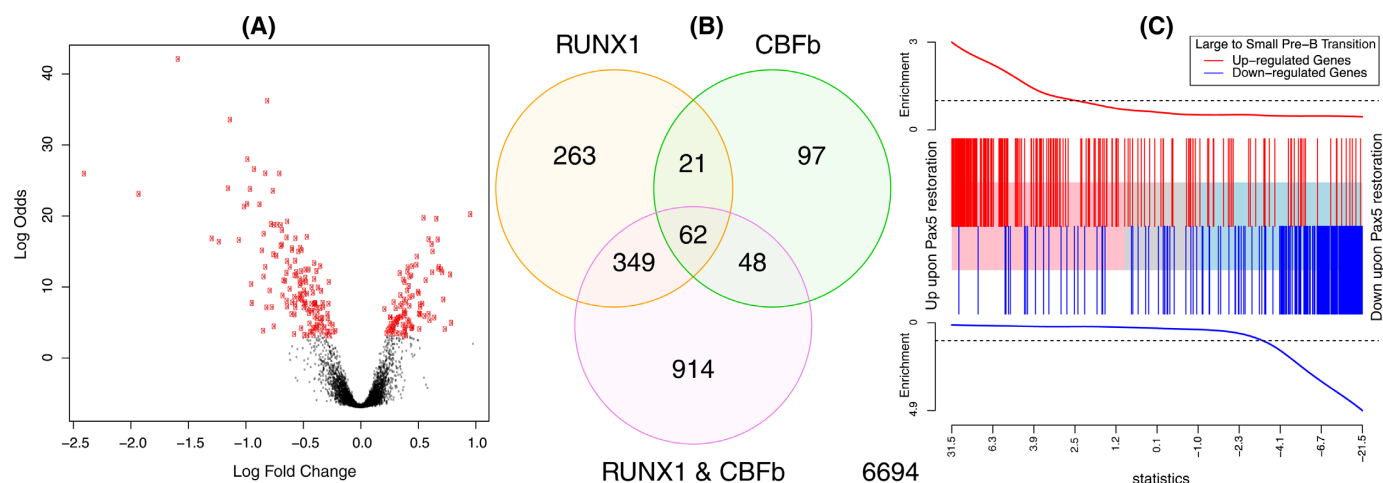 (A)
Log Odds
40
30
20
10
0
−2.5
−2.0
−1.5
−1.0
−0.5
0.0
0.5
1.0
Log Fold Change
(B)
RUNX1
CBFb
263
21
97
62
349
48
914
RUNX1 & CBFb
6694
(C)
Large to Small Pre−B Transition
Up−regulated Genes
Down−regulated Genes
Enrichment
3
0
Up upon Pax5 restoration
Down upon Pax5 restoration
Enrichment
0
4.9
31.5
6.3
3.9
2.5
1.2
0.1
−1.0
−2.3
−4.1
−6.7
−21.5
statistics